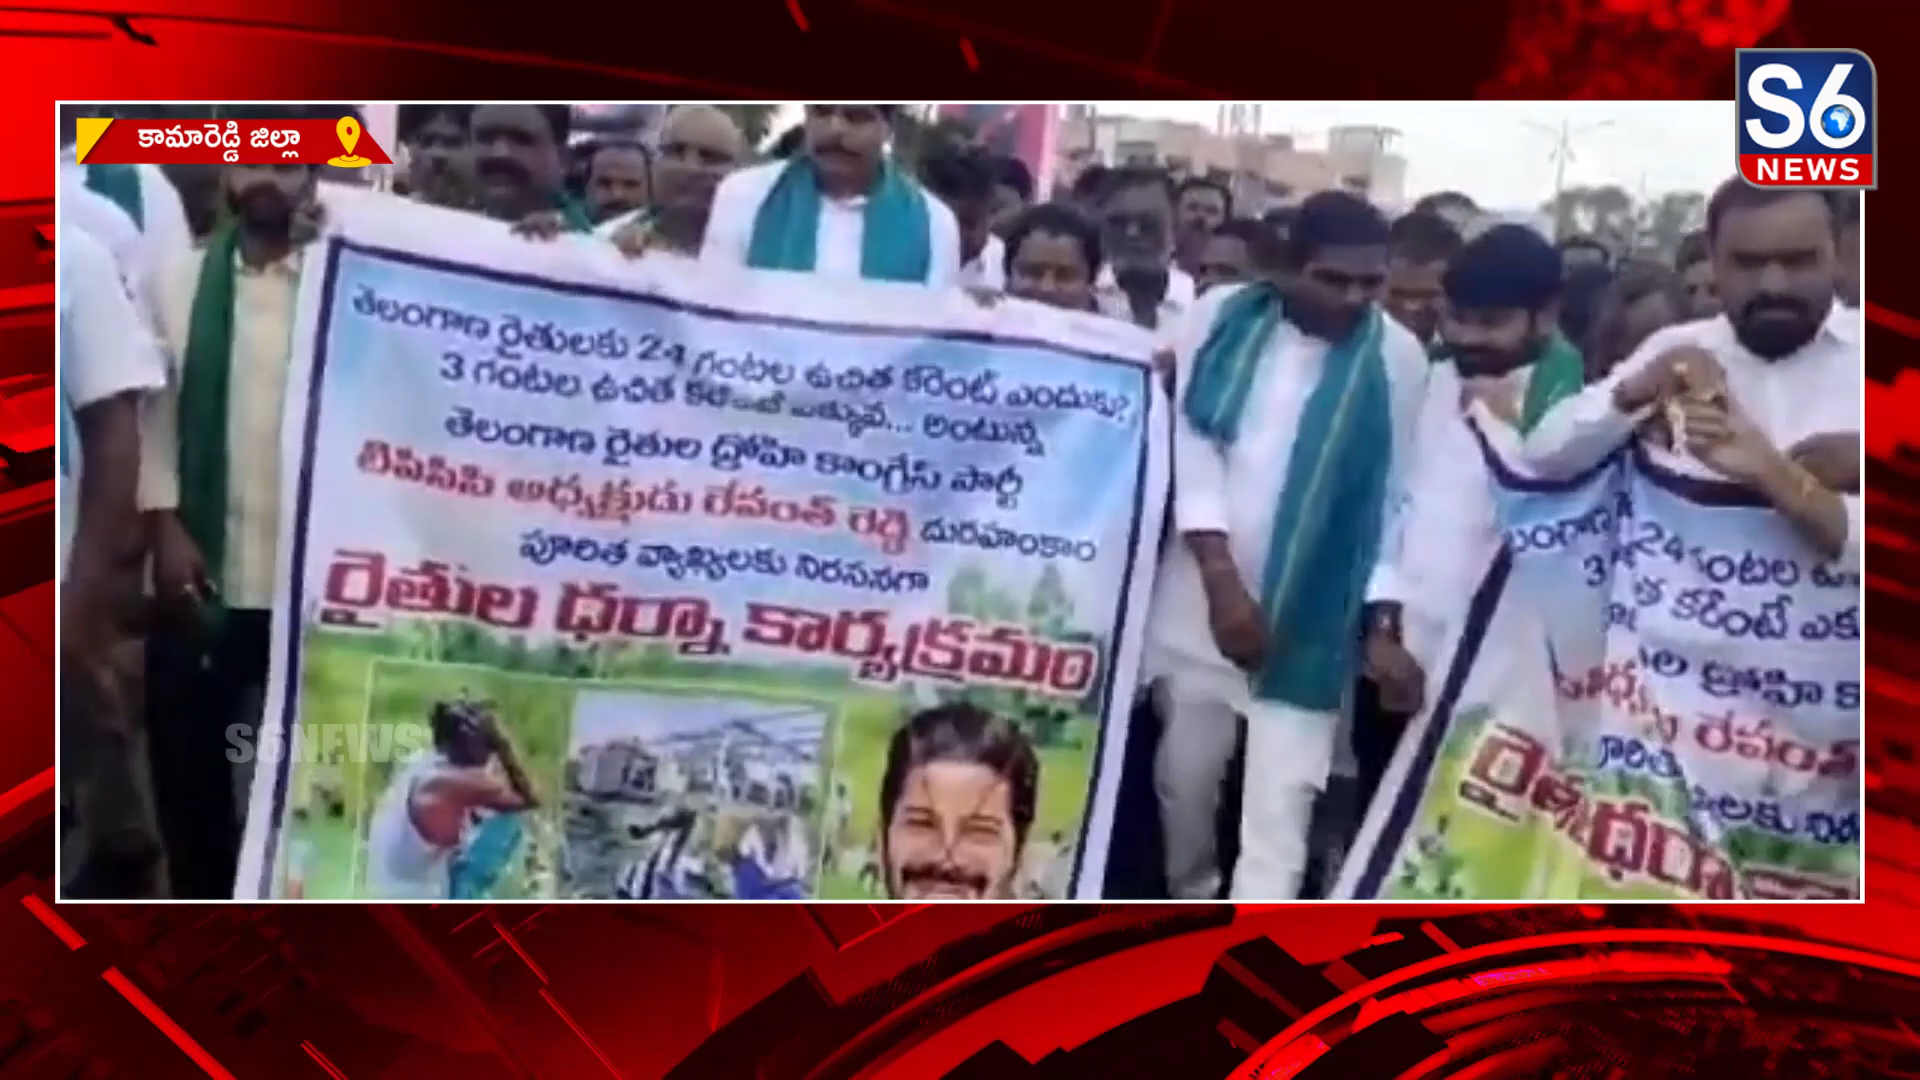 కామారెడ్డి జిల్లా
S6
NEWS
తెలంగాణ రైతులకు 24 గంటల ఉచిత కరెంట్ ఎందుకు?
3 గంటల ఉచిత కరెంటే ఎక్కువ... అంటున్న
తెలంగాణ రైతుల ద్రోహి కాంగ్రేస్ పార్టీ
టిపిసిసి అధ్యక్షుడు రేవంత్ రెడ్డి దురహంకార
పూరిత వ్యాఖ్యలకు నిరసనగా
రైతుల ధర్నా కార్యక్రమం
S6NEWS
24 గంటల
3
కరెంటే
ద్రోహి
రేవంత్